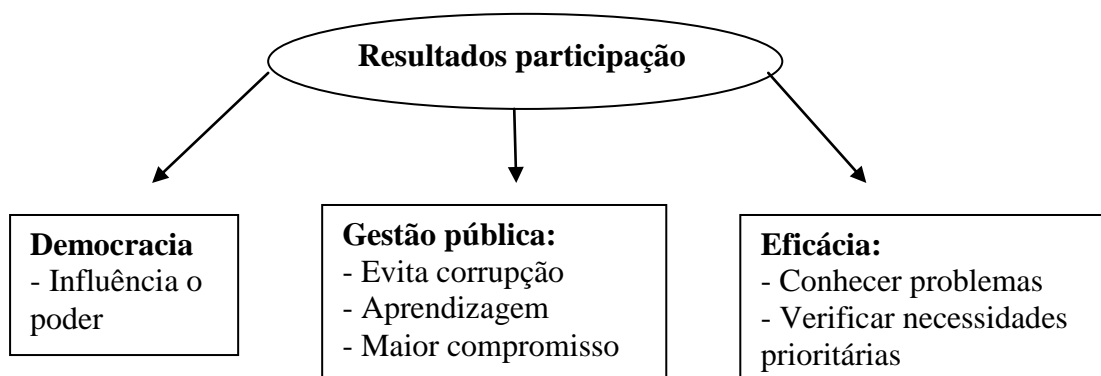 Resultados participação
Democracia
- Influência o
poder
Gestão pública:
- Evita corrupção
- Aprendizagem
- Maior compromisso
Eficácia:
- Conhecer problemas
- Verificar necessidades
prioritárias